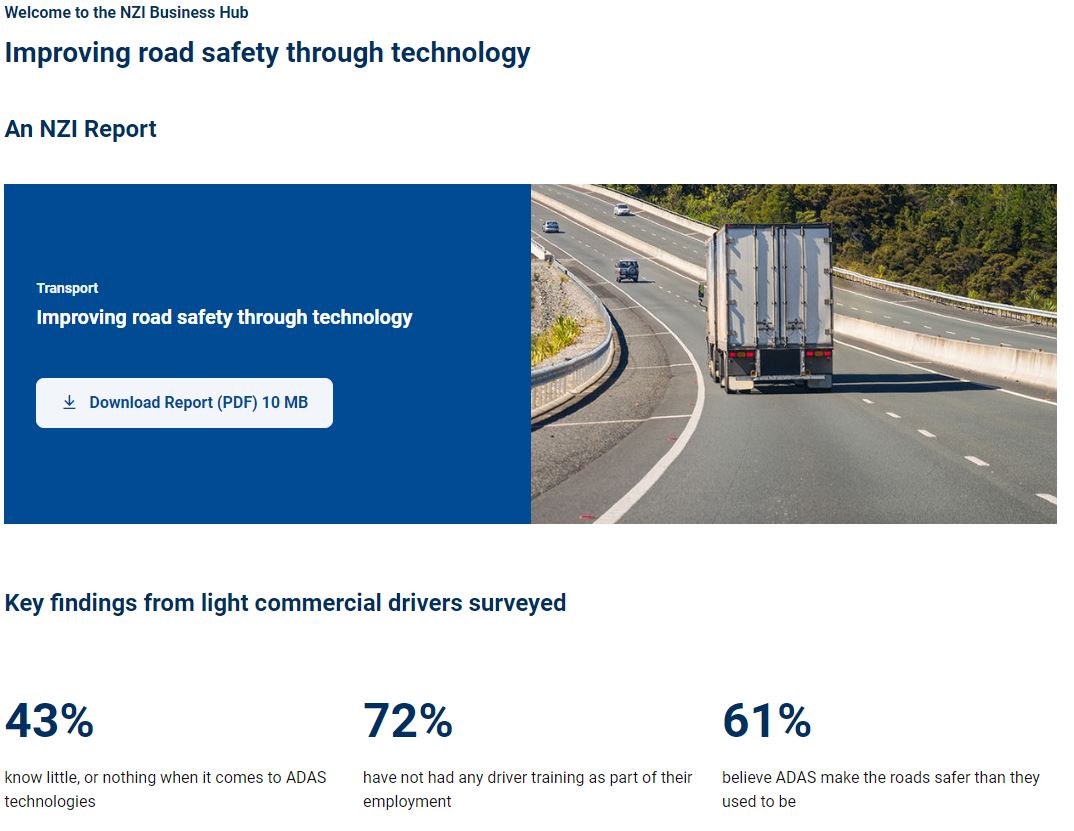 Welcome to the NZI Business Hub
Improving road safety through technology
An NZI Report
Transport
Improving road safety through technology
Download Report (PDF) 10 MB
Key findings from light commercial drivers surveyed
43%
72%
61%
know little, or nothing when it comes to ADAS
technologies
have not had any driver training as part of their
employment
believe ADAS make the roads safer than they
used to be